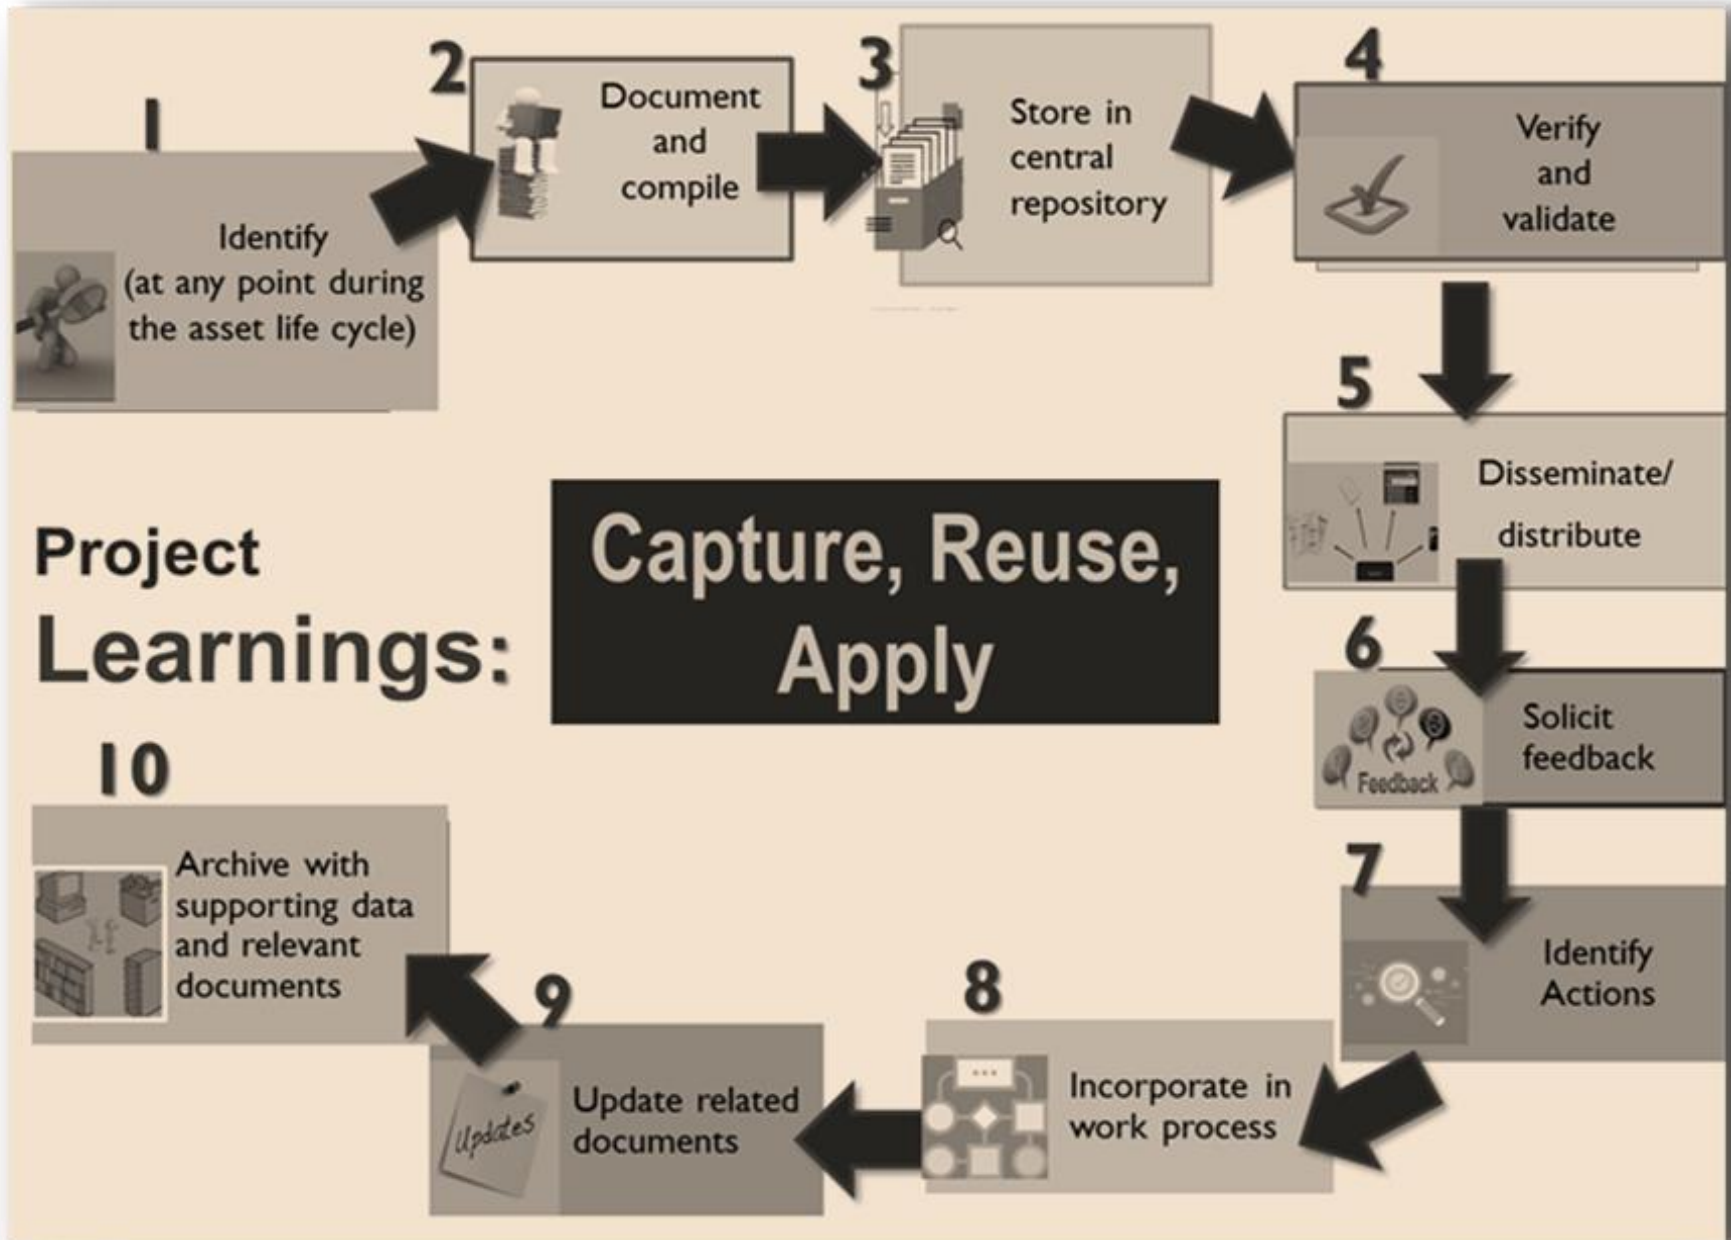 1
Identify
(at any point during
the asset life cycle)
2
Document
and
compile
3
Store in
central
repository
4
Verify
and
validate
5
Disseminate/
distribute
6
Feedback
Solicit
feedback
7
Identify
Actions
8
...
Incorporate in
work process
9
Updates
Update related
documents
10
Archive with
supporting data
and relevant
documents
Project
Learnings:
Capture, Reuse,
Apply